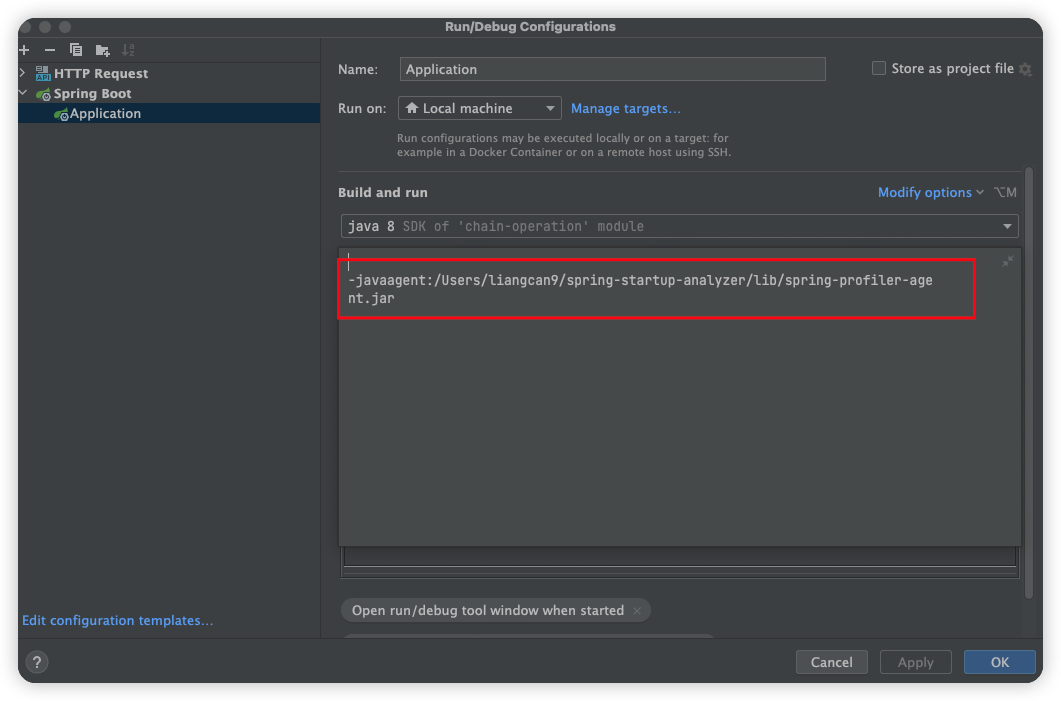 Run/Debug Configurations
HTTP Request
Spring Boot
Application
Edit configuration templates...
Name:
Application
Store as project file
Run on:
Local machine
Manage targets...
Run configurations may be executed locally or on a target: for
example in a Docker Container or on a remote host using SSH.
Build and run
Modify options
⌥M
java 8 SDK of 'chain-operation' module
-javaagent:/Users/liangcan9/spring-startup-analyzer/lib/spring-profiler-age
nt.jar
Open run/debug tool window when started
?
Cancel
Apply
OK